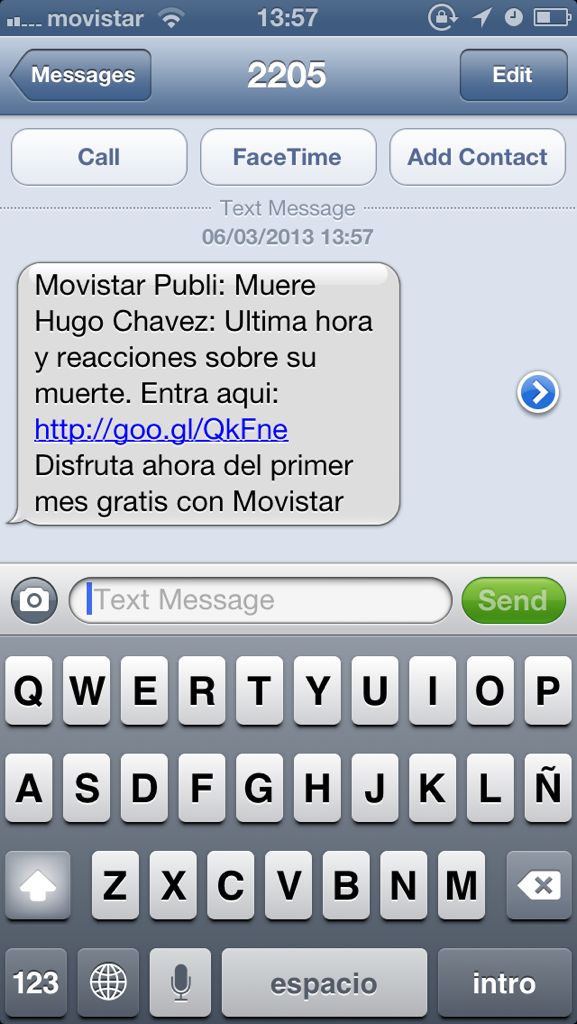 movistar 13:57
Messages 2205 Edit
Call FaceTime Add Contact
Text Message
06/03/2013 13:57
Movistar Publi: Muere
Hugo Chavez: Ultima hora
y reacciones sobre su
muerte. Entra aqui:
http://goo.gl/QkFne
Disfruta ahora del primer
mes gratis con Movistar
Text Message Send
Q W E R T Y U I O P
A S D F G H J K L Ñ
Z X C V B N M
123 espacio intro